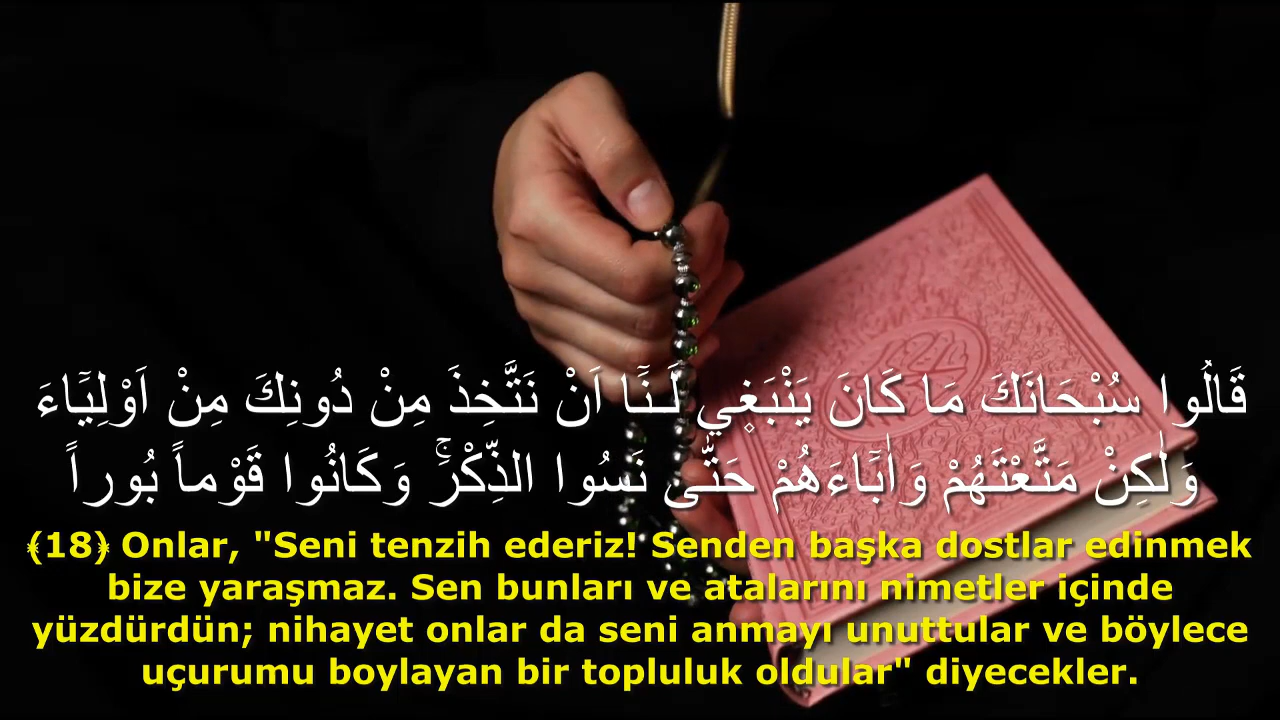 قَالُوا سُبْحَانَكَ مَا كَانَ يَنْبَغ۪ي لَـنَٓا اَنْ نَتَّخِذَ مِنْ دُونِكَ مِنْ اَوْلِيَٓاءَ
وَلٰكِنْ مَتَّعْتَهُمْ وَاٰبَٓاءَهُمْ حَتّٰى نَسُوا الذِّكْرَۚ وَكَانُوا قَوْماً بُوراً
﴾18﴿ Onlar, "Seni tenzih ederiz! Senden başka dostlar edinmek
bize yaraşmaz. Sen bunları ve atalarını nimetler içinde
yüzdürdün; nihayet onlar da seni anmayı unuttular ve böylece
uçurumu boylayan bir topluluk oldular" diyecekler.